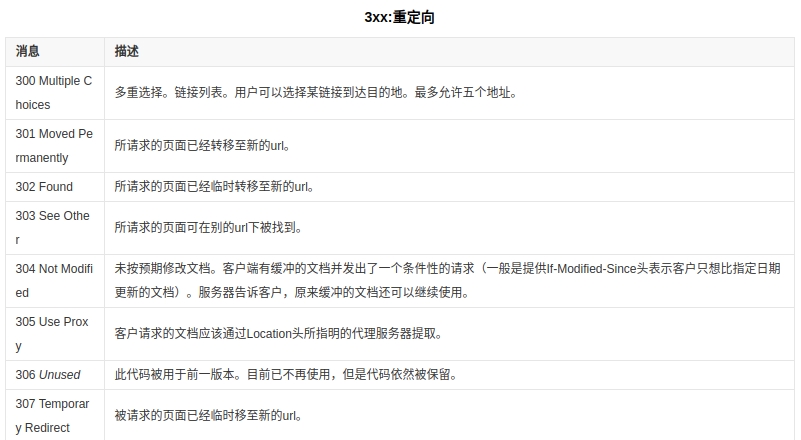 3xx:重定向
消息 描述
300 Multiple C
hoices
多重选择。链接列表。用户可以选择某链接到达目的地。最多允许五个地址。
301 Moved Pe
rmanently
所请求的页面已经转移至新的url。
302 Found 所请求的页面已经临时转移至新的url。
303 See Othe
r
所请求的页面可在别的url下被找到。
304 Not Modifi
ed
未按预期修改文档。客户端有缓冲的文档并发出了一个条件性的请求（一般是提供If-Modified-Since头表示客户只想比指定日期
更新的文档）。服务器告诉客户，原来缓冲的文档还可以继续使用。
305 Use Prox
y
客户请求的文档应该通过Location头所指明的代理服务器提取。
306 Unused 此代码被用于前一版本。目前已不再使用，但是代码依然被保留。
307 Temporar
y Redirect
被请求的页面已经临时移至新的url。